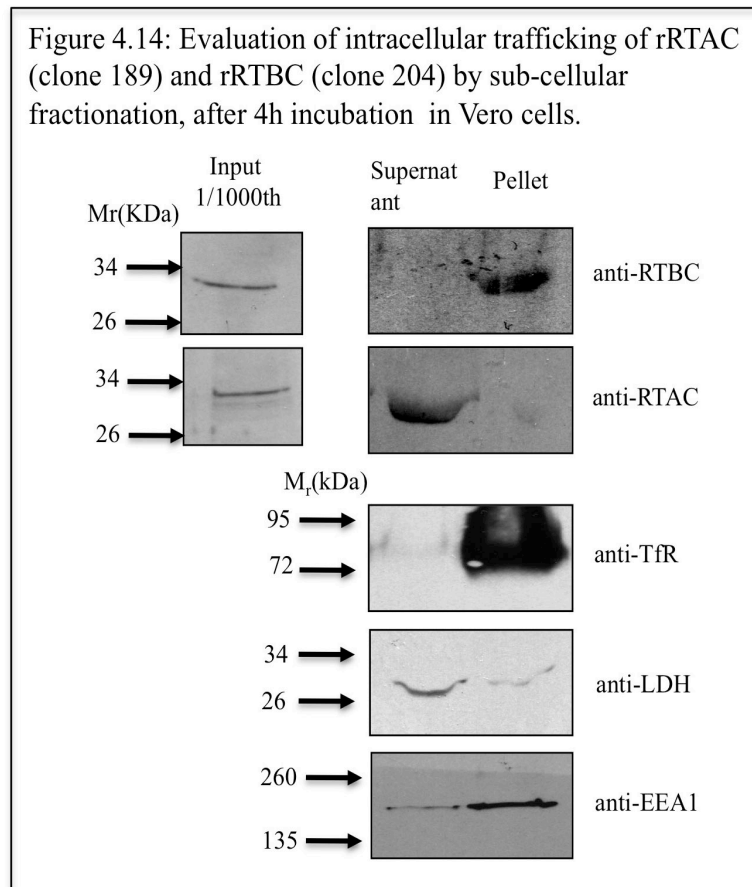 Figure 4.14: Evaluation of intracellular trafficking of rRTAC
(clone 189) and rRTBC (clone 204) by sub-cellular
fractionation, after 4h incubation in Vero cells.
Input
1/1000th
Supernat
ant
Pellet
Mr(KDa)
34
26
anti-RTBC
34
26
anti-RTAC
Mr(kDa)
95
72
anti-TfR
34
26
anti-LDH
260
135
anti-EEA1